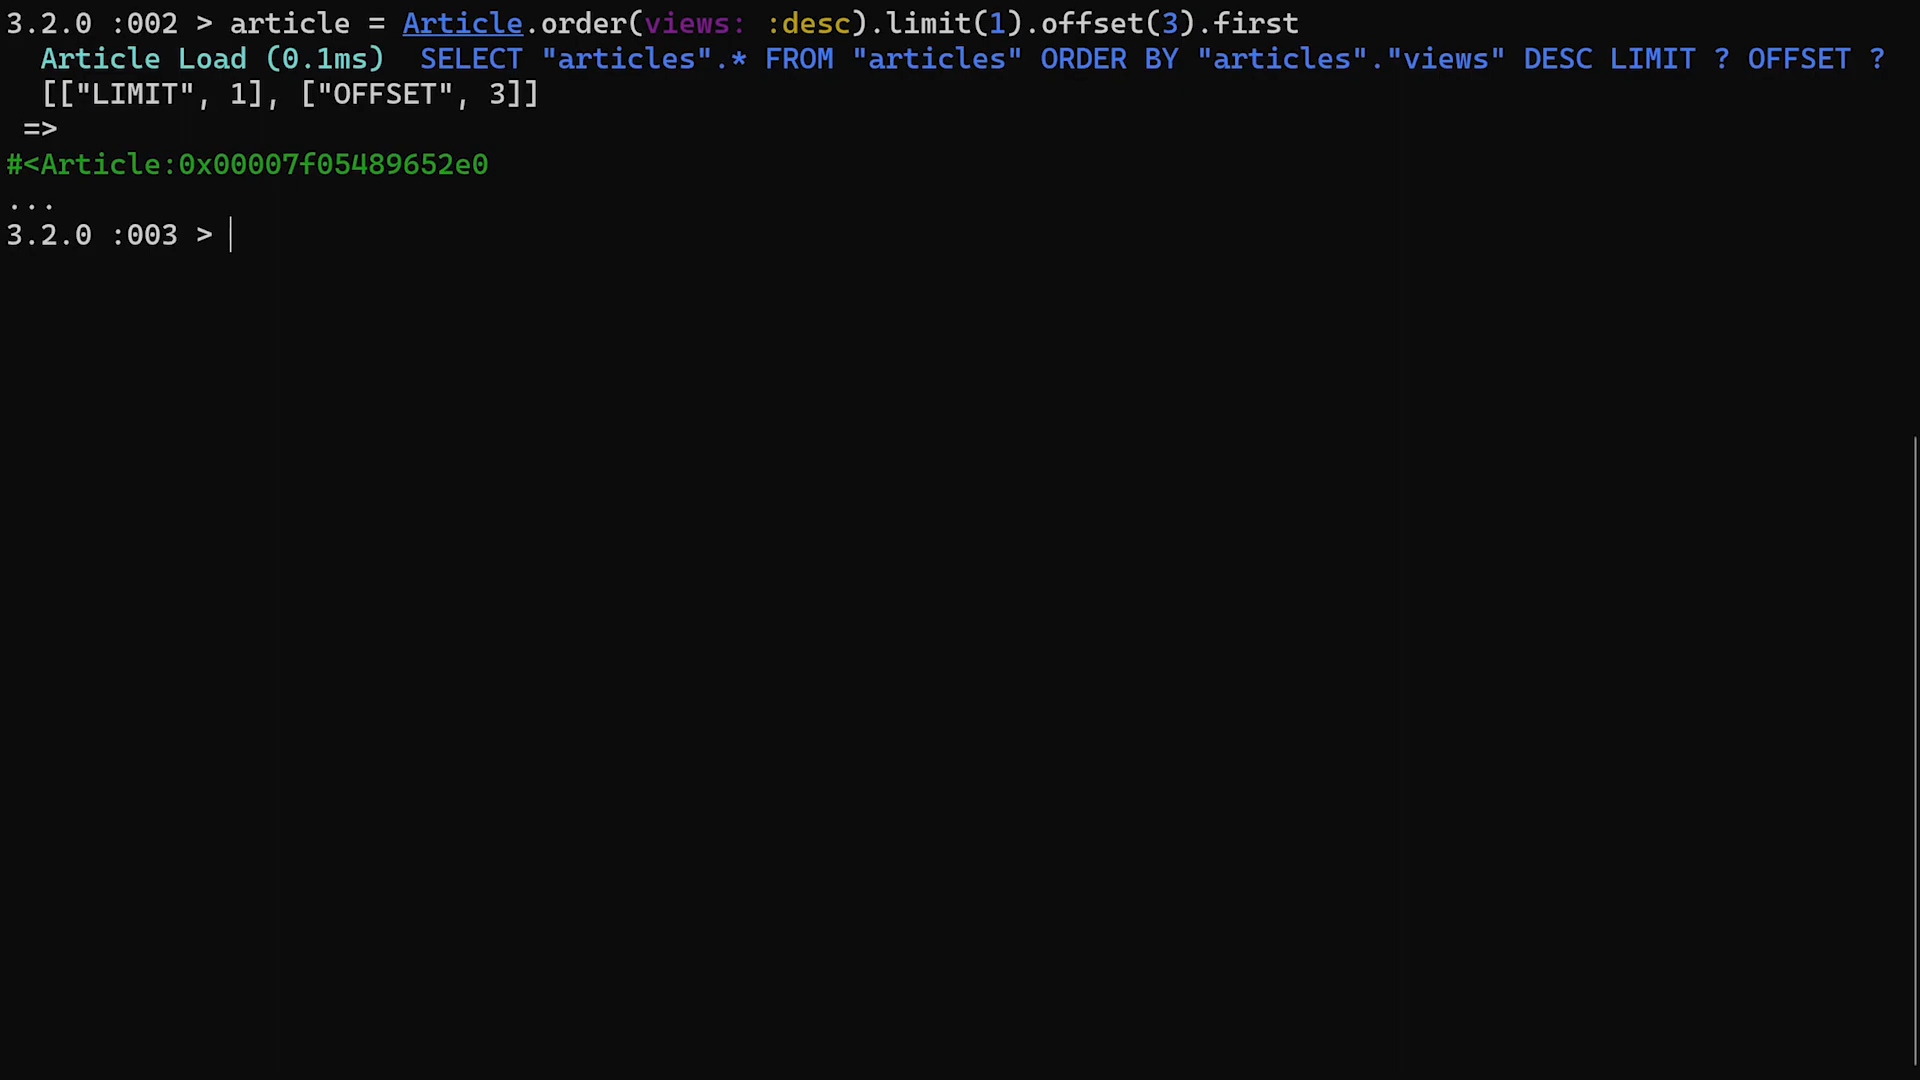 3.2.0 :002 > article = Article.order(views: :desc).limit(1).offset(3).first
Article Load (0.1ms)  SELECT "articles".* FROM "articles" ORDER BY "articles"."views" DESC LIMIT ? OFFSET ?
[["LIMIT", 1], ["OFFSET", 3]]
=>
#<Article:0x00007f05489652e0
...
3.2.0 :003 >